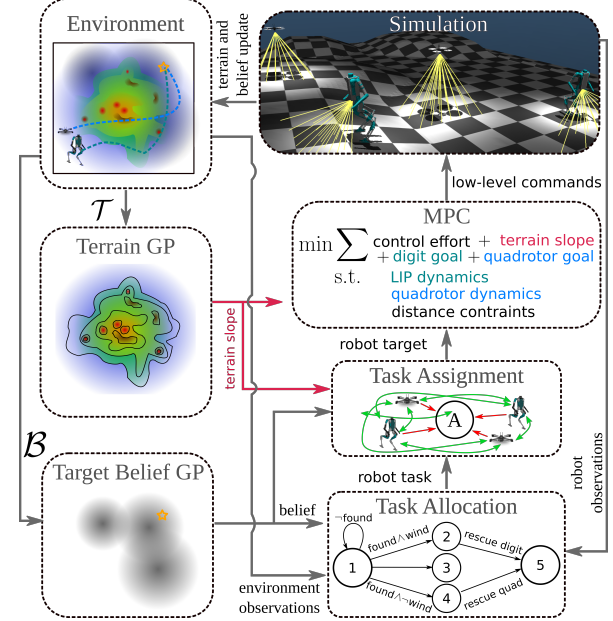 Environment
terrain and
belief update
Simulation
𝒯
low-level commands
MPC
min ∑ control effort + terrain slope
+ digit goal + quadrotor goal
s.t. LIP dynamics
quadrotor dynamics
distance contraints
Terrain GP
terrain slope
robot target
Task Assignment
A
robot task
robot
observations
ℬ
Target Belief GP
belief
environment
observations
Task Allocation
¬found
found∧wind
found∧¬wind
rescue digit
rescue quad
1
2
3
4
5